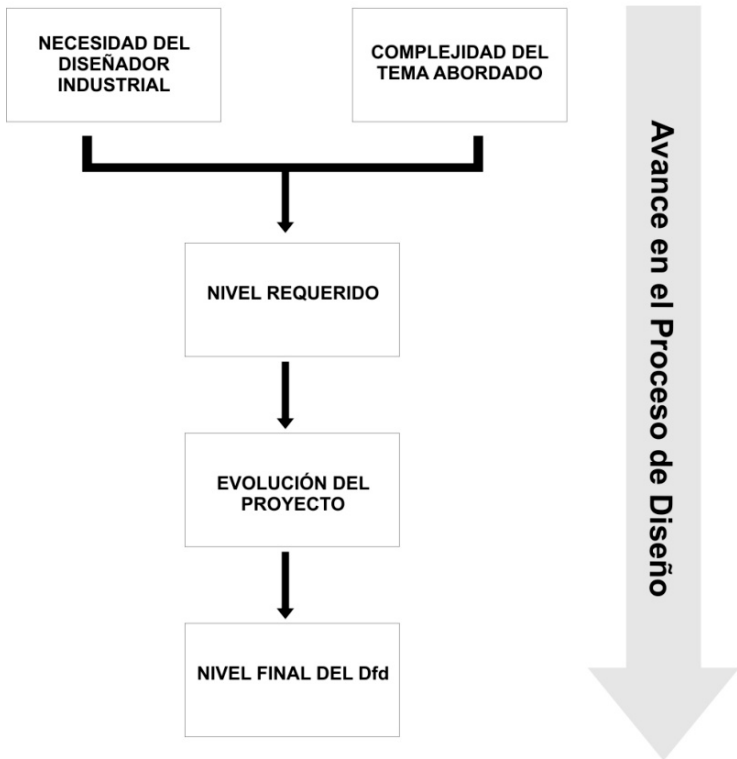 NECESIDAD DEL
DISEÑADOR
INDUSTRIAL
COMPLEJIDAD DEL
TEMA ABORDADO
NIVEL REQUERIDO
EVOLUCIÓN DEL
PROYECTO
NIVEL FINAL DEL Dfd
Avance en el Proceso de Diseño